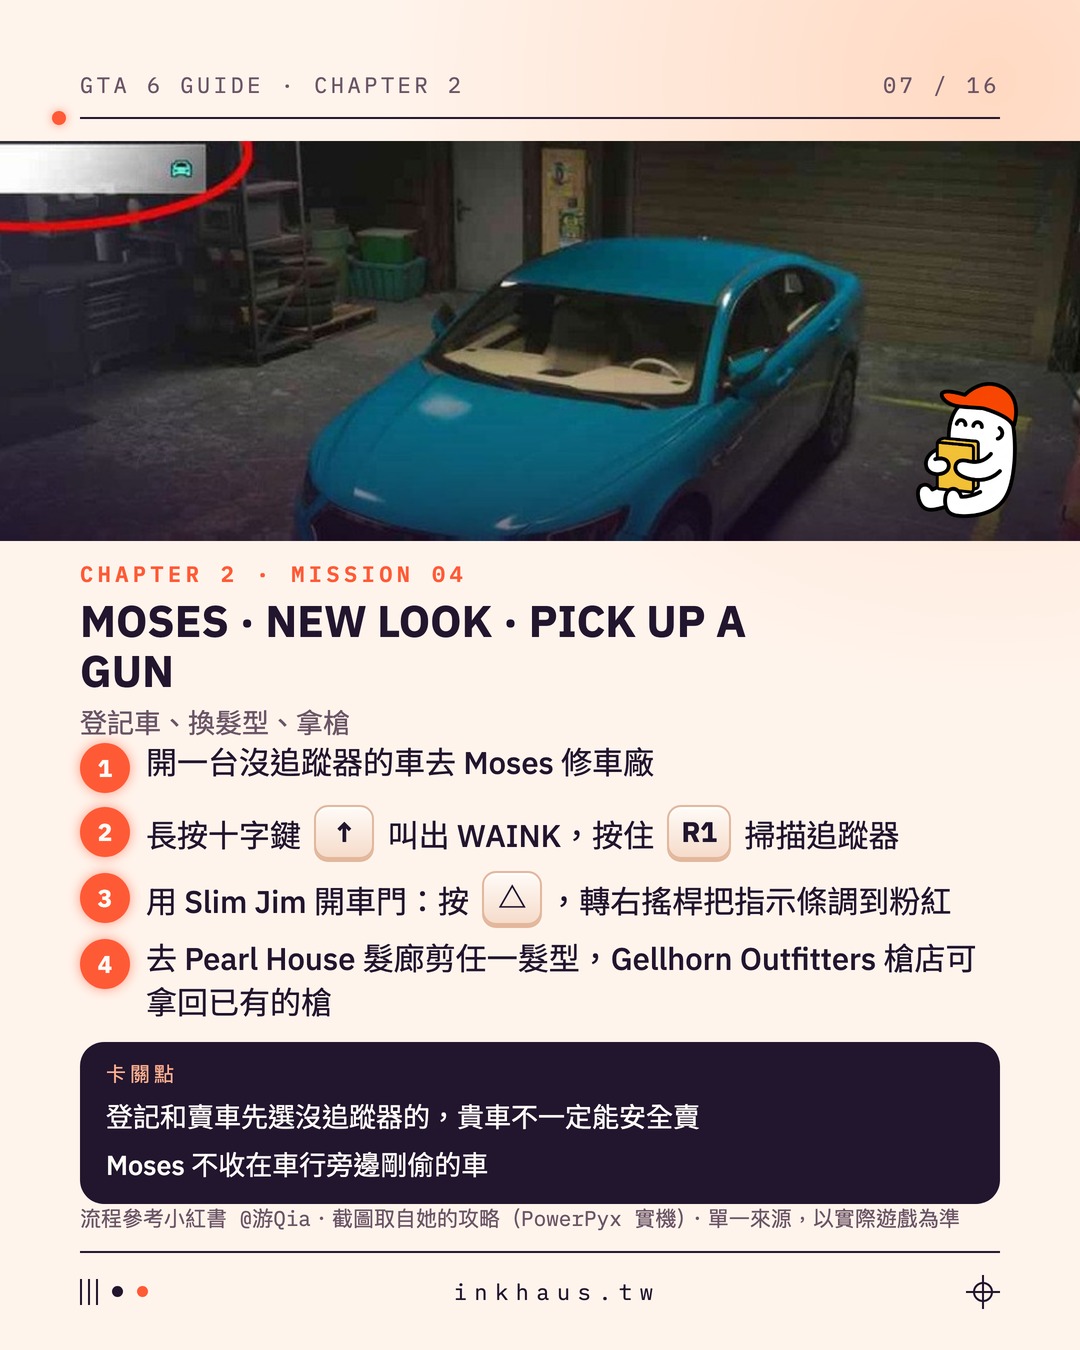 GTA 6 GUIDE · CHAPTER 2
07 / 16
CHAPTER 2 · MISSION 04
MOSES · NEW LOOK · PICK UP A
GUN
登記車、換髮型、拿槍
1 開一台沒追蹤器的車去 Moses 修車廠
2 長按十字鍵 ↑ 叫出 WAINK，按住 R1 掃描追蹤器
3 用 Slim Jim 開車門：按 △ ，轉右搖桿把指示條調到粉紅
4 去 Pearl House 髮廊剪任一髮型，Gellhorn Outfitters 槍店可
拿回已有的槍
卡關點
登記和賣車先選沒追蹤器的，貴車不一定能安全賣
Moses 不收在車行旁邊剛偷的車
流程參考小紅書 @游Qia · 截圖取自她的攻略（PowerPyx 實機）· 單一來源，以實際遊戲為準
inkhaus.tw